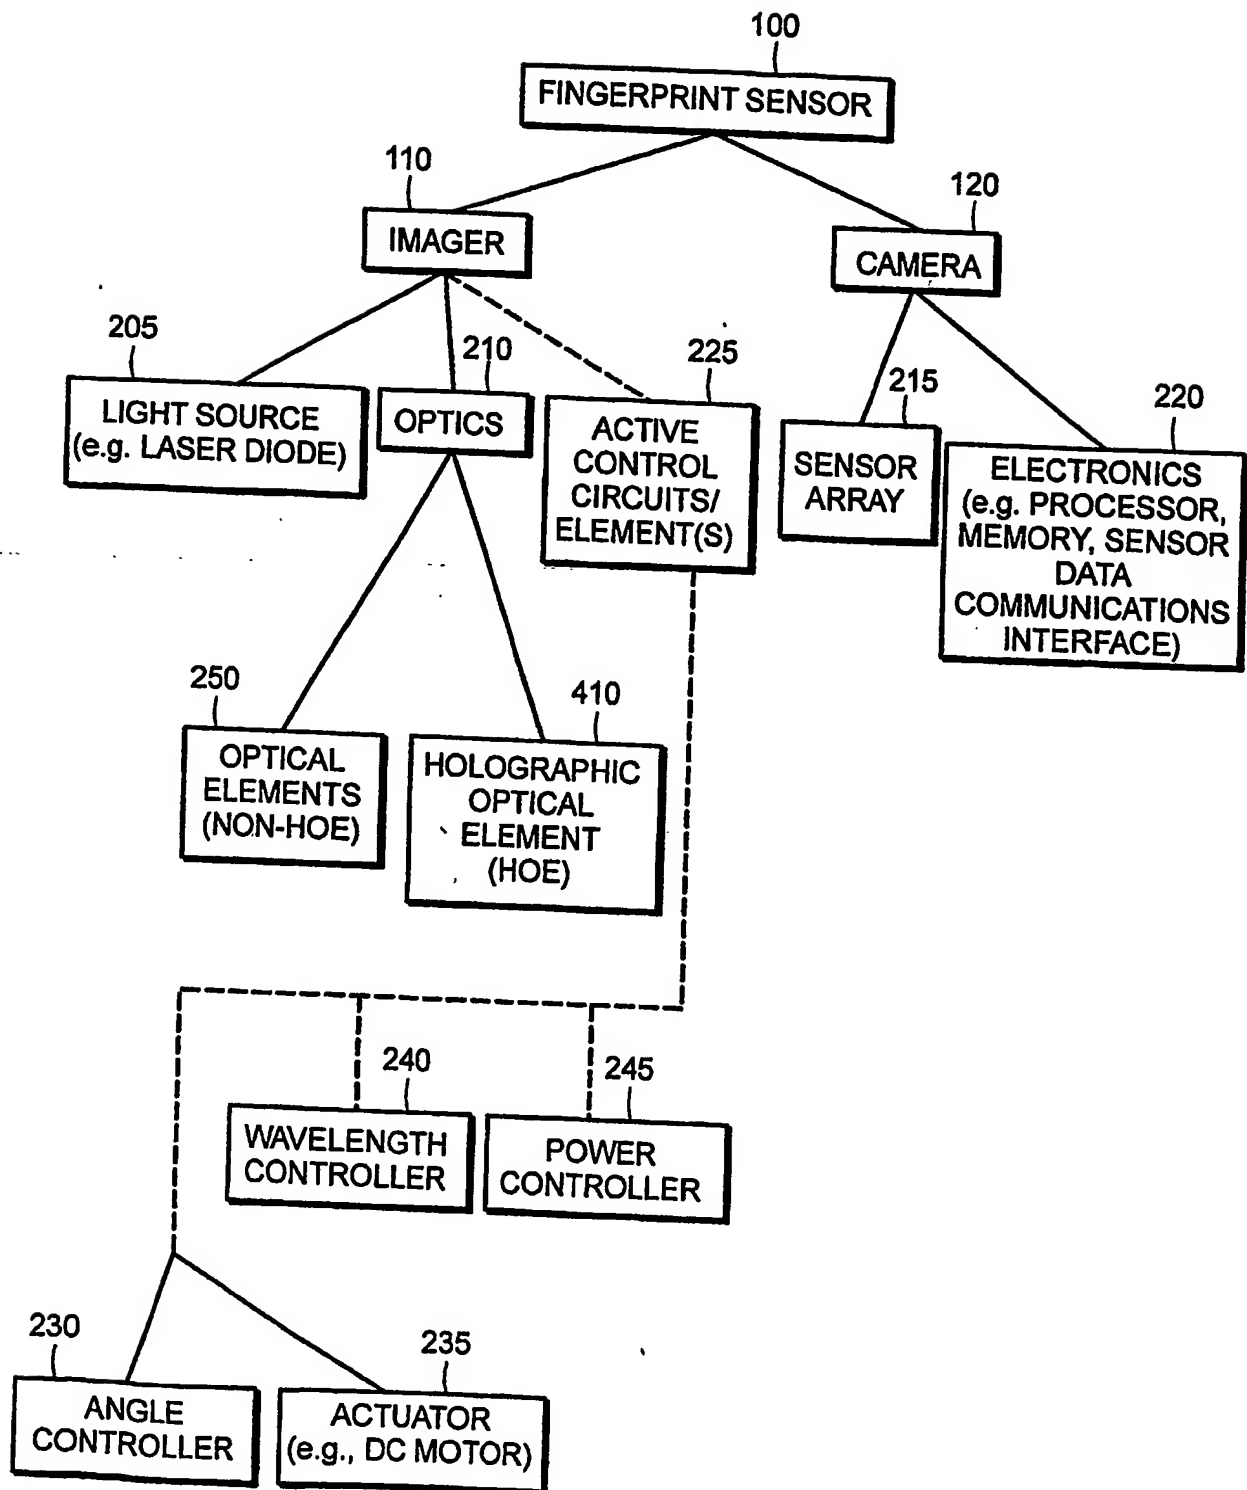 100
FINGERPRINT SENSOR
110
IMAGER
120
CAMERA
205
LIGHT SOURCE
(e.g. LASER DIODE)
210
OPTICS
225
ACTIVE
CONTROL
CIRCUITS/
ELEMENT(S)
215
SENSOR
ARRAY
220
ELECTRONICS
(e.g. PROCESSOR,
MEMORY, SENSOR
DATA
COMMUNICATIONS
INTERFACE)
250
OPTICAL
ELEMENTS
(NON-HOE)
410
HOLOGRAPHIC
OPTICAL
ELEMENT
(HOE)
240
WAVELENGTH
CONTROLLER
245
POWER
CONTROLLER
230
ANGLE
CONTROLLER
235
ACTUATOR
(e.g., DC MOTOR)